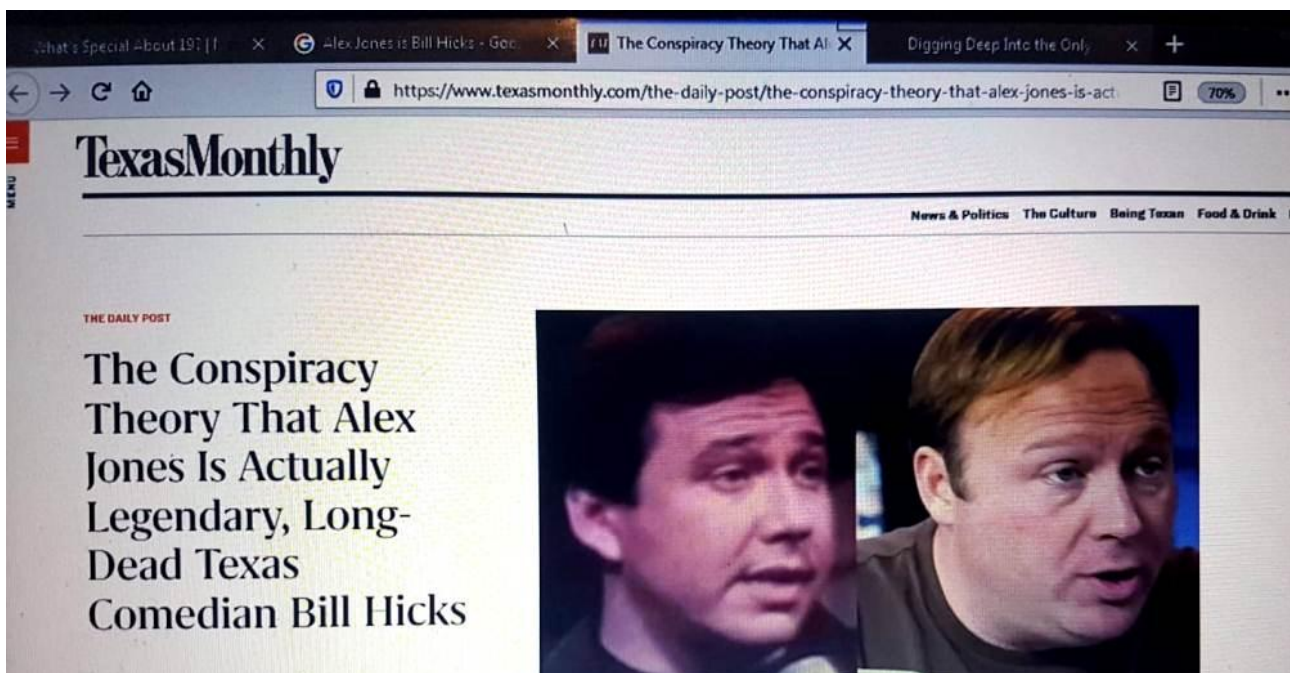 What's Special About 19? | f
Alex Jones is Bill Hicks - Goo
The Conspiracy Theory That Al
Digging Deep Into the Only
https://www.texasmonthly.com/the-daily-post/the-conspiracy-theory-that-alex-jones-is-act
70%
MENU
TexasMonthly
News & Politics The Culture Being Texan Food & Drink
THE DAILY POST
The Conspiracy
Theory That Alex
Jones Is Actually
Legendary, Long-
Dead Texas
Comedian Bill Hicks